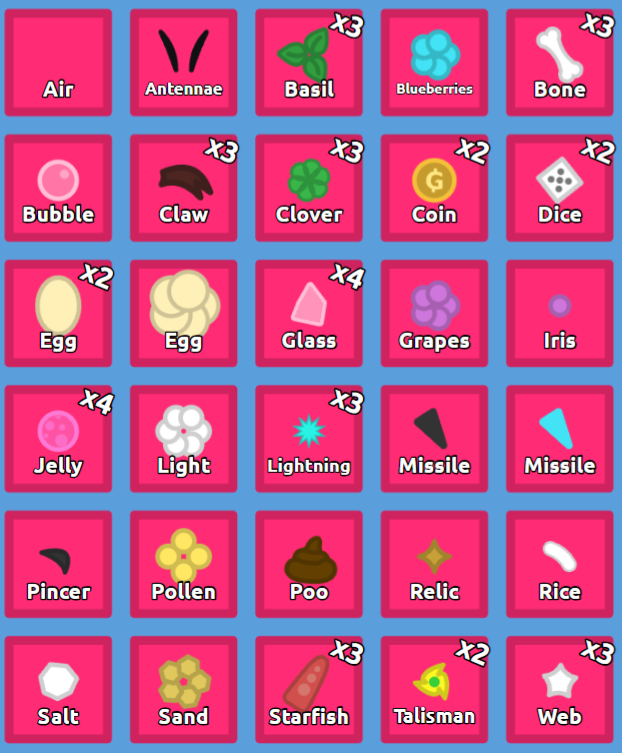 Air
Antennae
x3
Basil
Blueberries
x3
Bone
Bubble
x3
Claw
x3
Clover
x2
G
Coin
x2
Dice
x2
Egg
Egg
x4
Glass
Grapes
Iris
x4
Jelly
Light
x3
Lightning
Missile
Missile
Pincer
Pollen
Poo
Relic
Rice
Salt
Sand
x3
Starfish
x2
Talisman
x3
Web